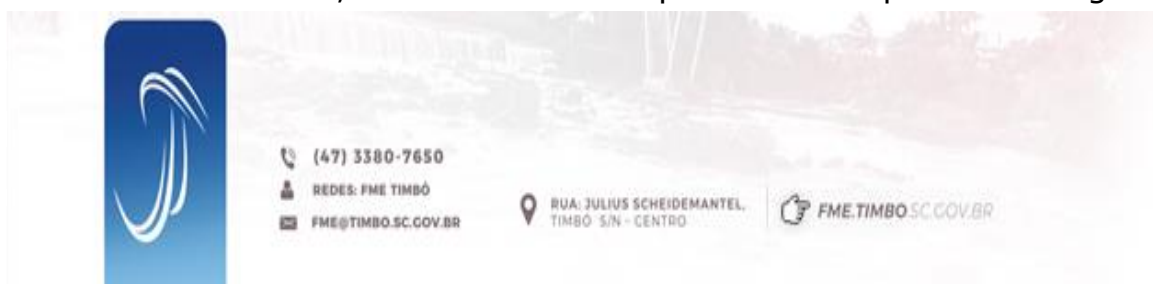 (47) 3380-7650
REDES: FME TIMBÓ
FME@TIMBO.SC.GOV.BR
RUA: JULIUS SCHEIDEMANTEL,
TIMBÓ S/N - CENTRO
FME.TIMBO.SC.GOV.BR